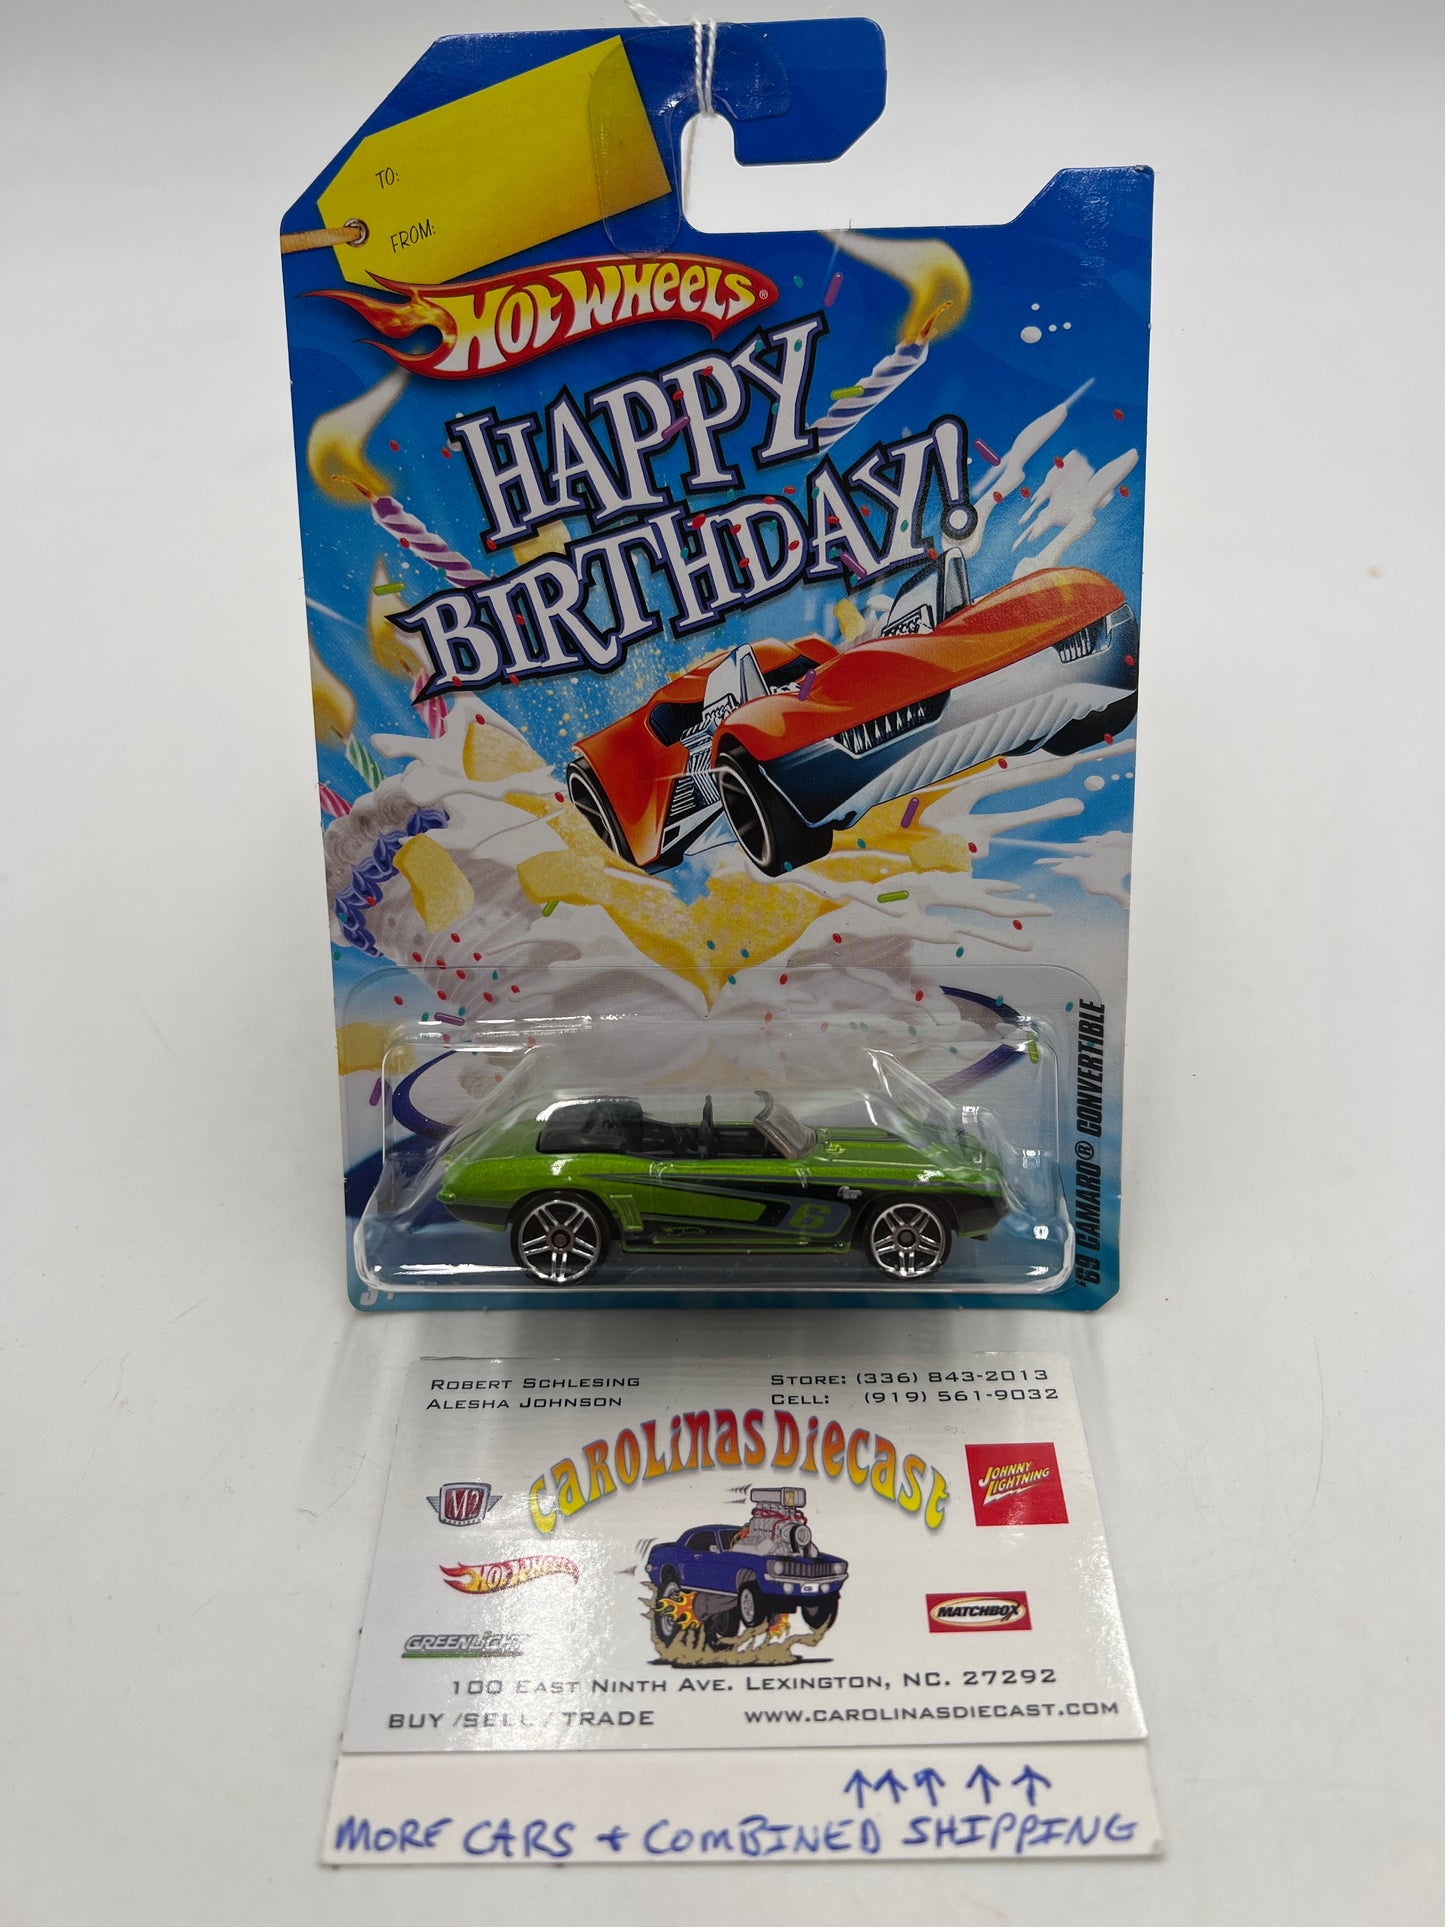 TO:
FROM:
HOT WHEELS®
HAPPY
BIRTHDAY!
'69 CAMARO® CONVERTIBLE
6
ROBERT SCHLESING
ALESHA JOHNSON
STORE: (336) 843-2013
CELL: (919) 561-9032
CAROLINAS DIECAST
M2
JOHNNY
LIGHTNING
HOT WHEELS
MATCHBOX
GREENLIGHT
100 EAST NINTH AVE. LEXINGTON, NC. 27292
BUY /SELL / TRADE
WWW.CAROLINASDIECAST.COM
↑↑↑ ↑ ↑
MORE CARS + COMBINED SHIPPING